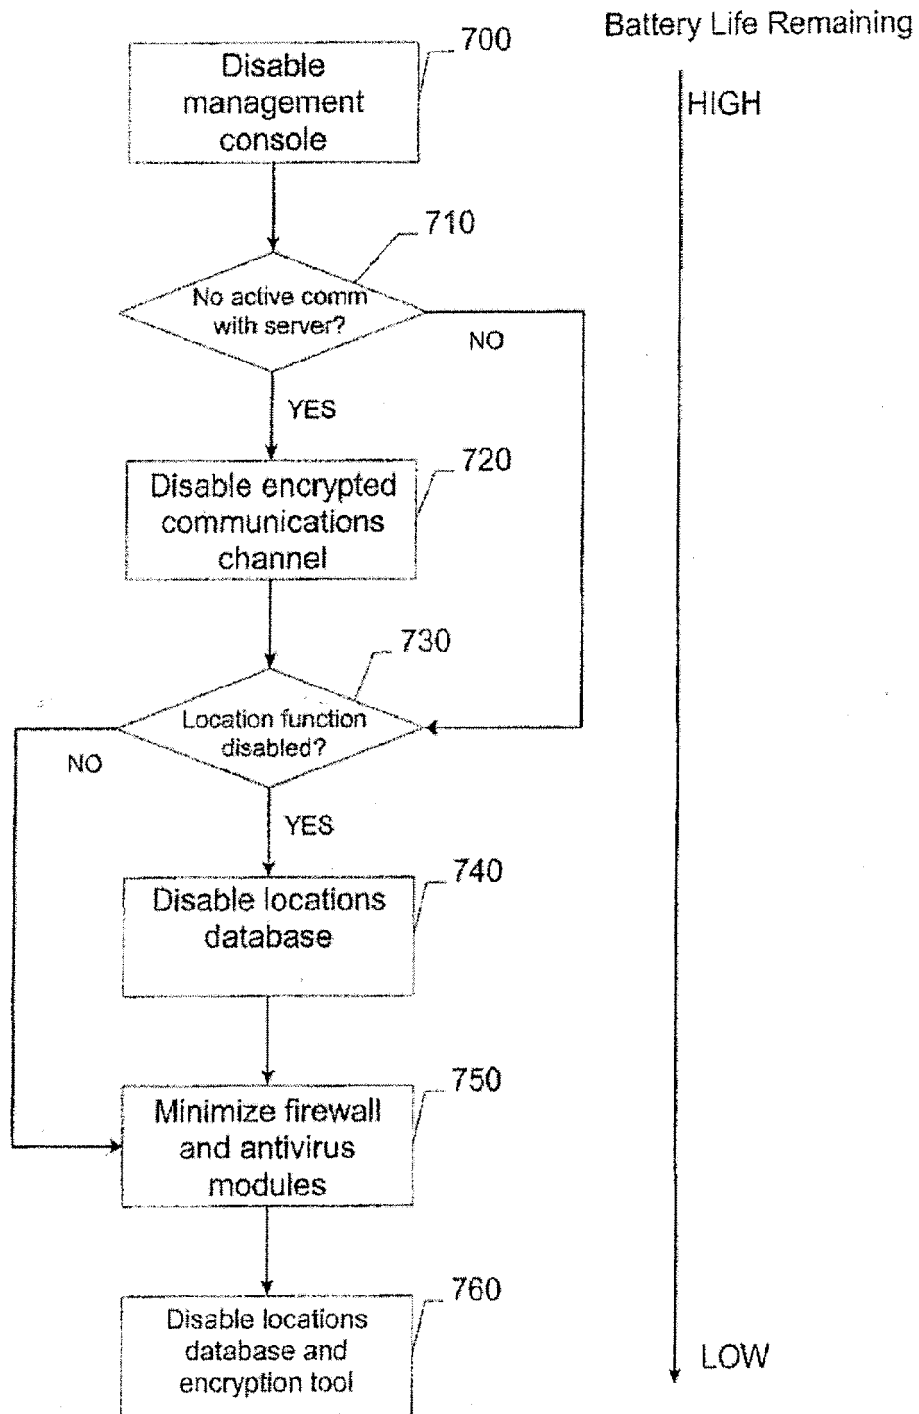 Battery Life Remaining
700
Disable
management
console
HIGH
710
No active comm
with server?
NO
YES
720
Disable encrypted
communications
channel
730
Location function
disabled?
NO
YES
740
Disable locations
database
750
Minimize firewall
and antivirus
modules
760
Disable locations
database and
encryption tool
LOW